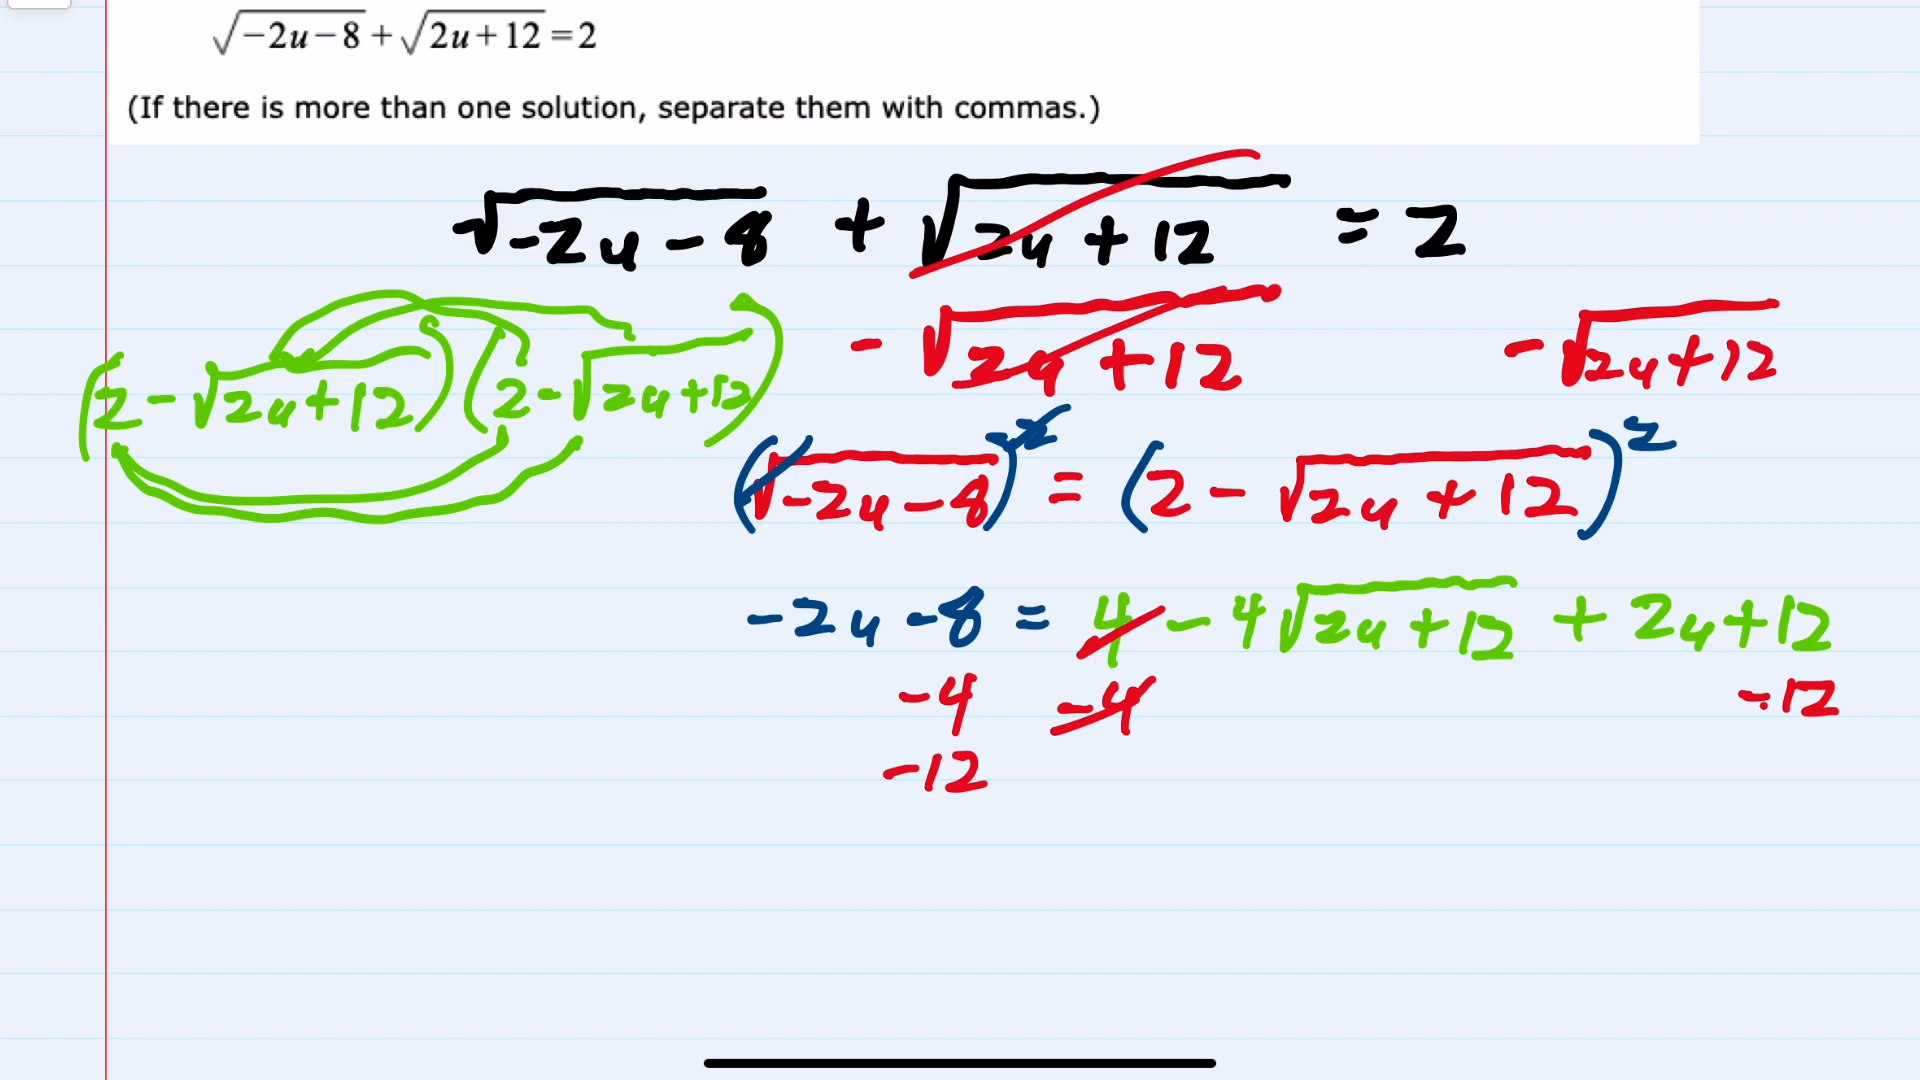 √(−2u−8) + √(2u+12) = 2
(If there is more than one solution, separate them with commas.)
√(-2u - 8) + √(2u + 12) = 2
- √(2u + 12) - √(2u+12)
(2 - √(2u+12)) (2 - √(2u+12))
(√(-2u - 8))² = (2 - √(2u + 12))²
-2u - 8 = 4 - 4√(2u + 12) + 2u + 12
-4 -4 -12
-12